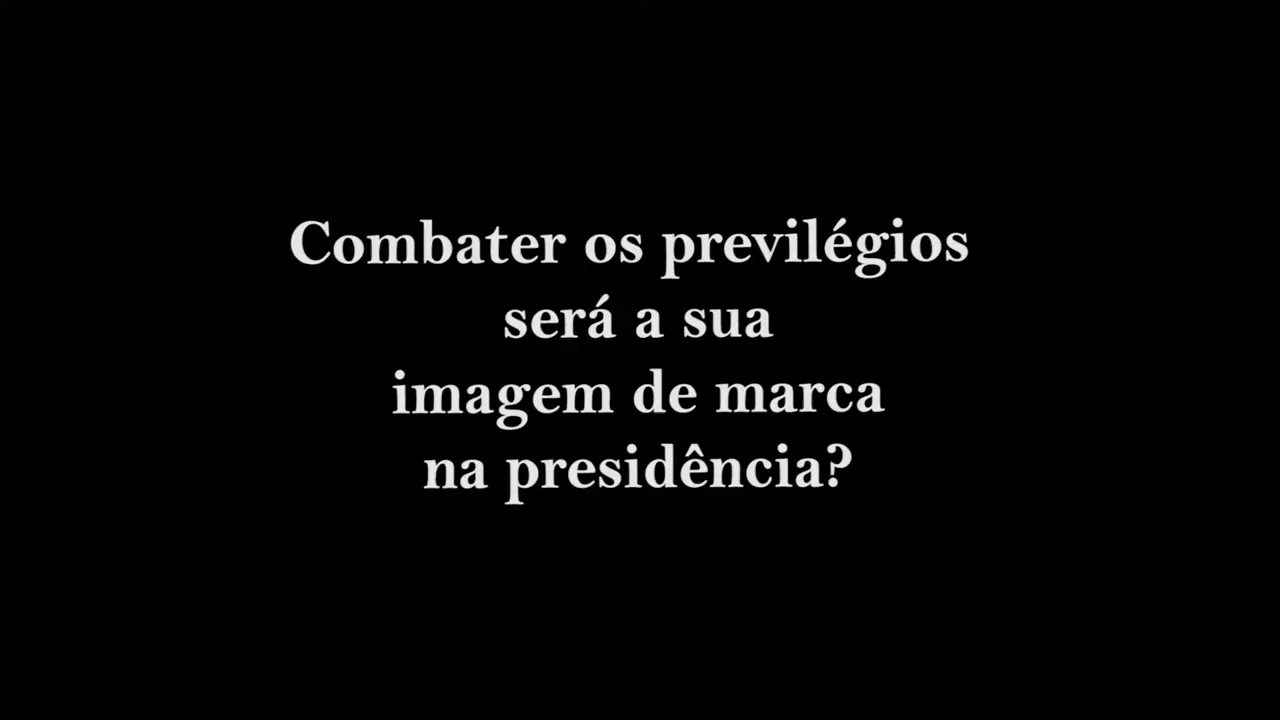 Combater os previlégios
será a sua
imagem de marca
na presidência?